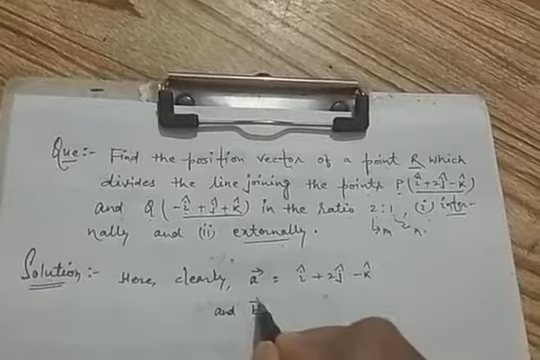 Que:- Find the position vector of a point R which
divides the line joining the points P(î+2ĵ-k̂)
and Q(-î+ĵ+k̂) in the ratio 2:1, (i) inter-
nally and (ii) externally.
↳m ↳n.
Solution:- Here, clearly, a⃗ = î + 2ĵ - k̂
and b⃗